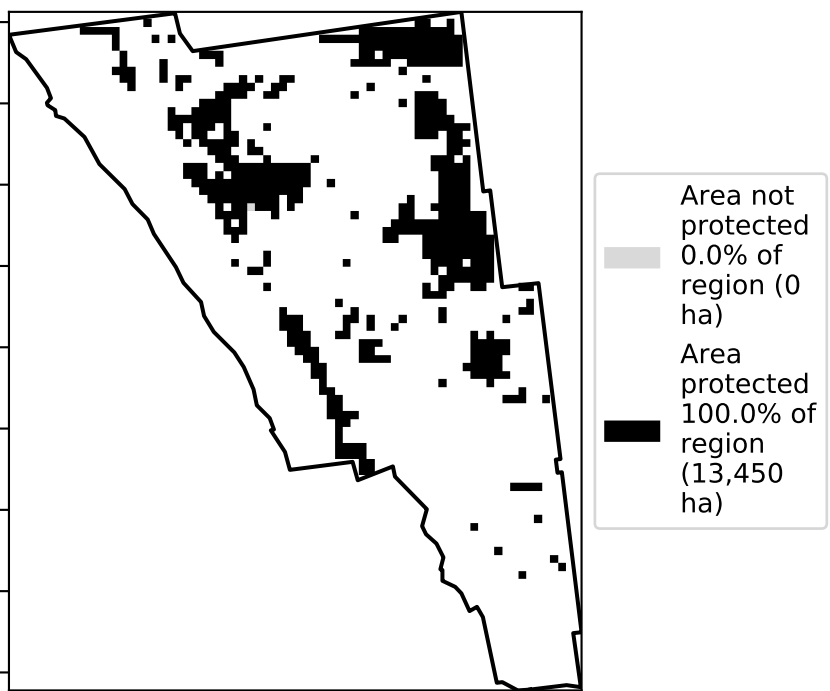 Area not
protected
0.0% of
region (0
ha)
Area
protected
100.0% of
region
(13,450
ha)